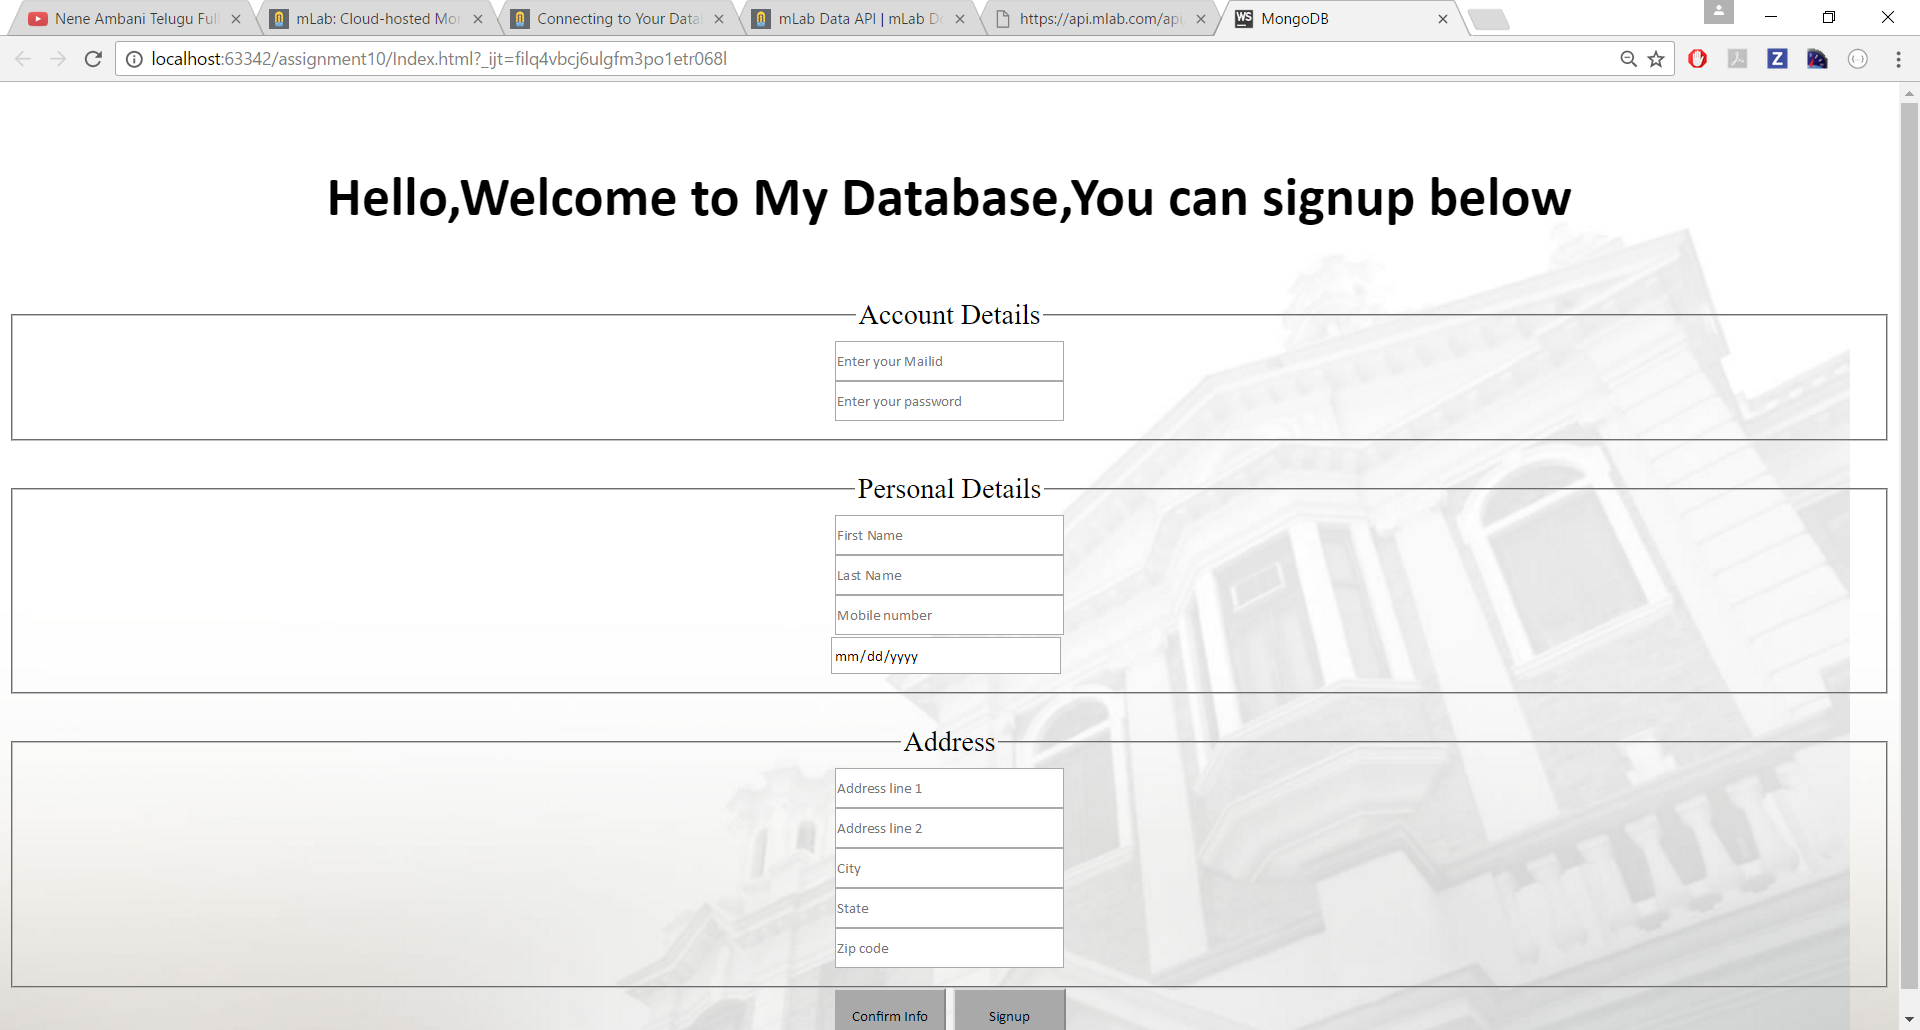 Nene Ambani Telugu Full
mLab: Cloud-hosted Mon
Connecting to Your Datab
mLab Data API | mLab Do
https://api.mlab.com/api
WS MongoDB
localhost:63342/assignment10/Index.html?_ijt=filq4vbcj6ulgfm3po1etr068l
Z
Hello,Welcome to My Database,You can signup below
Account Details
Enter your Mailid
Enter your password
Personal Details
First Name
Last Name
Mobile number
mm/dd/yyyy
Address
Address line 1
Address line 2
City
State
Zip code
Confirm Info
Signup